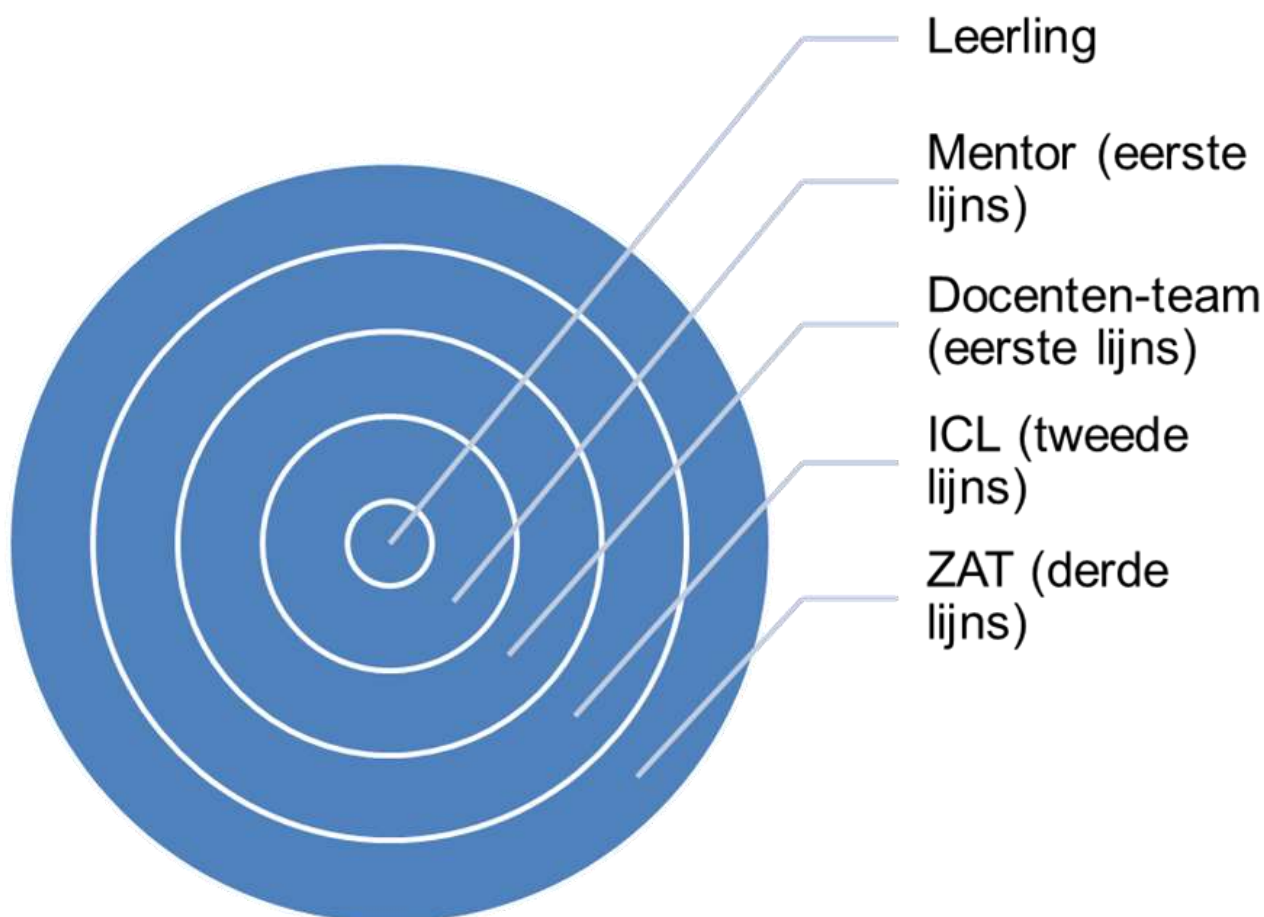 Leerling
Mentor (eerste
lijns)
Docenten-team
(eerste lijns)
ICL (tweede
lijns)
ZAT (derde
lijns)